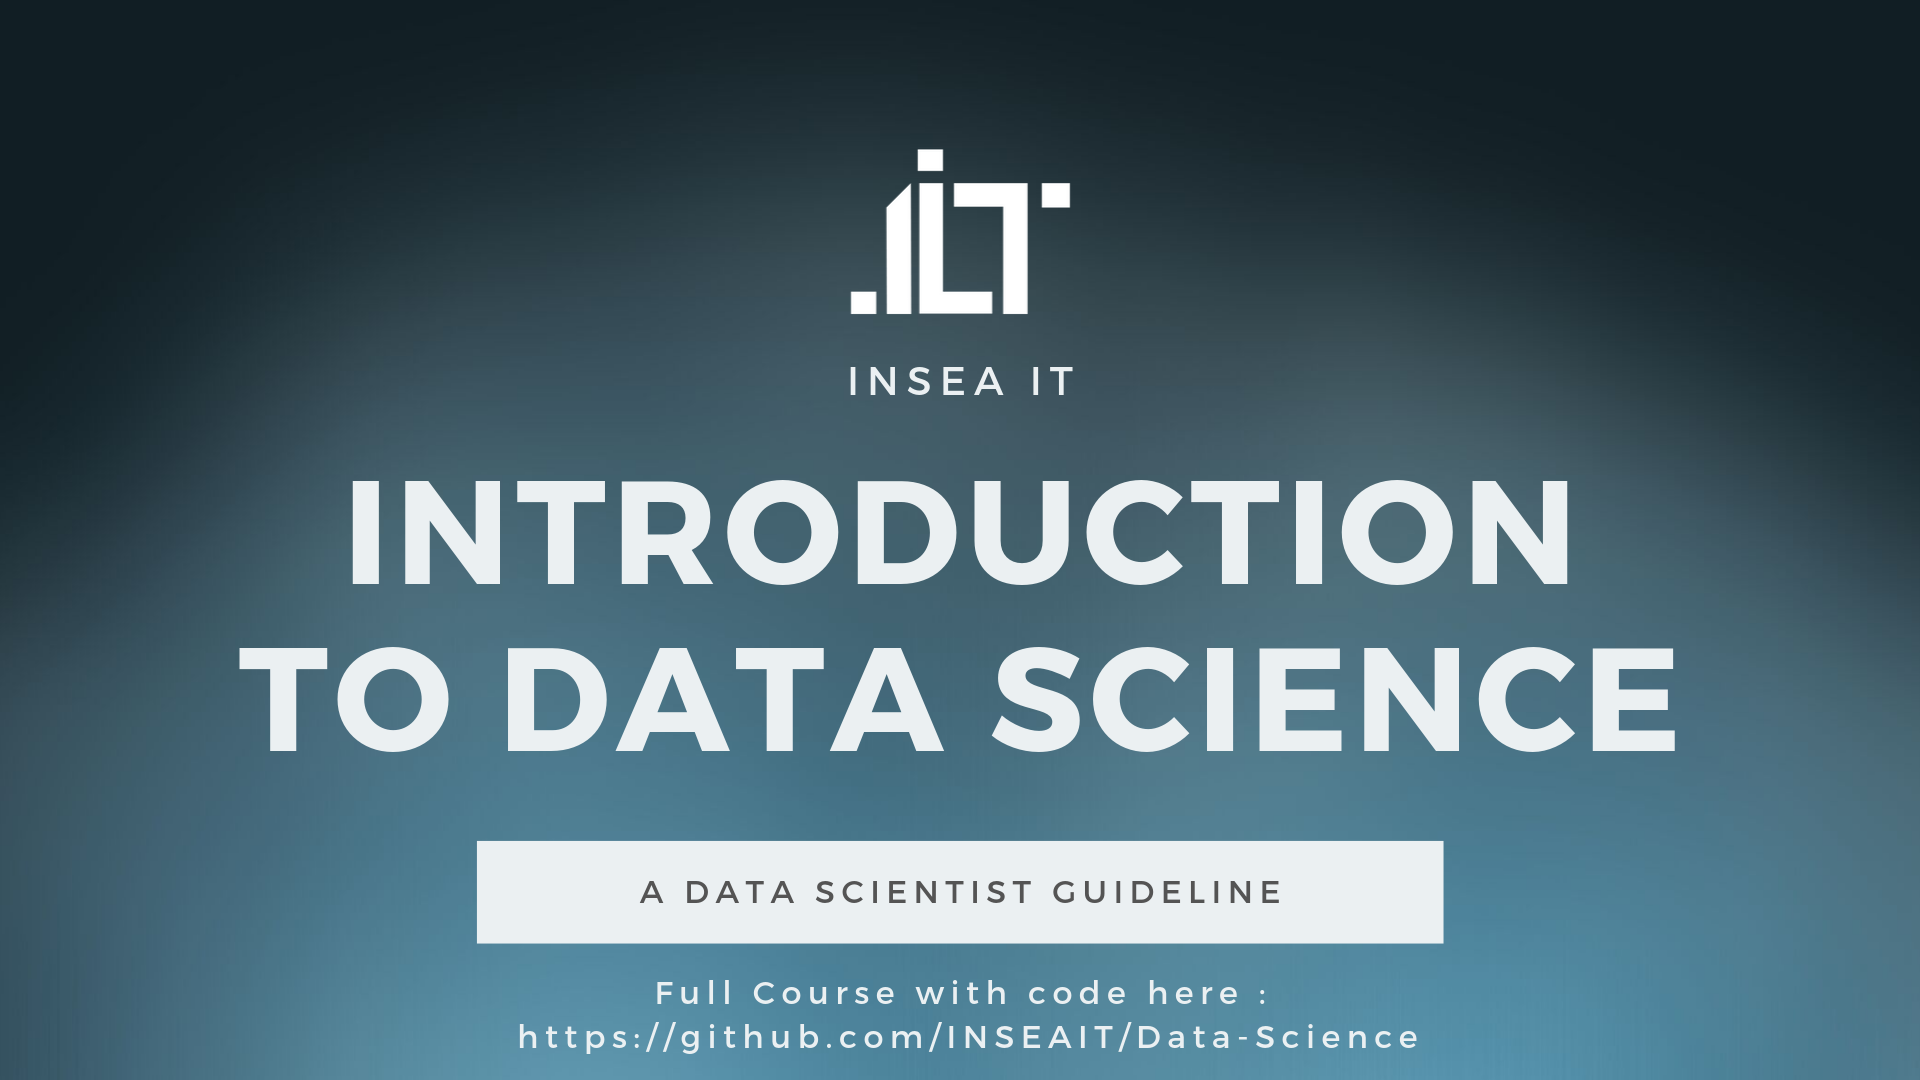 INSEA IT
INTRODUCTION
TO DATA SCIENCE
A DATA SCIENTIST GUIDELINE
Full Course with code here :
https://github.com/INSEAIT/Data-Science